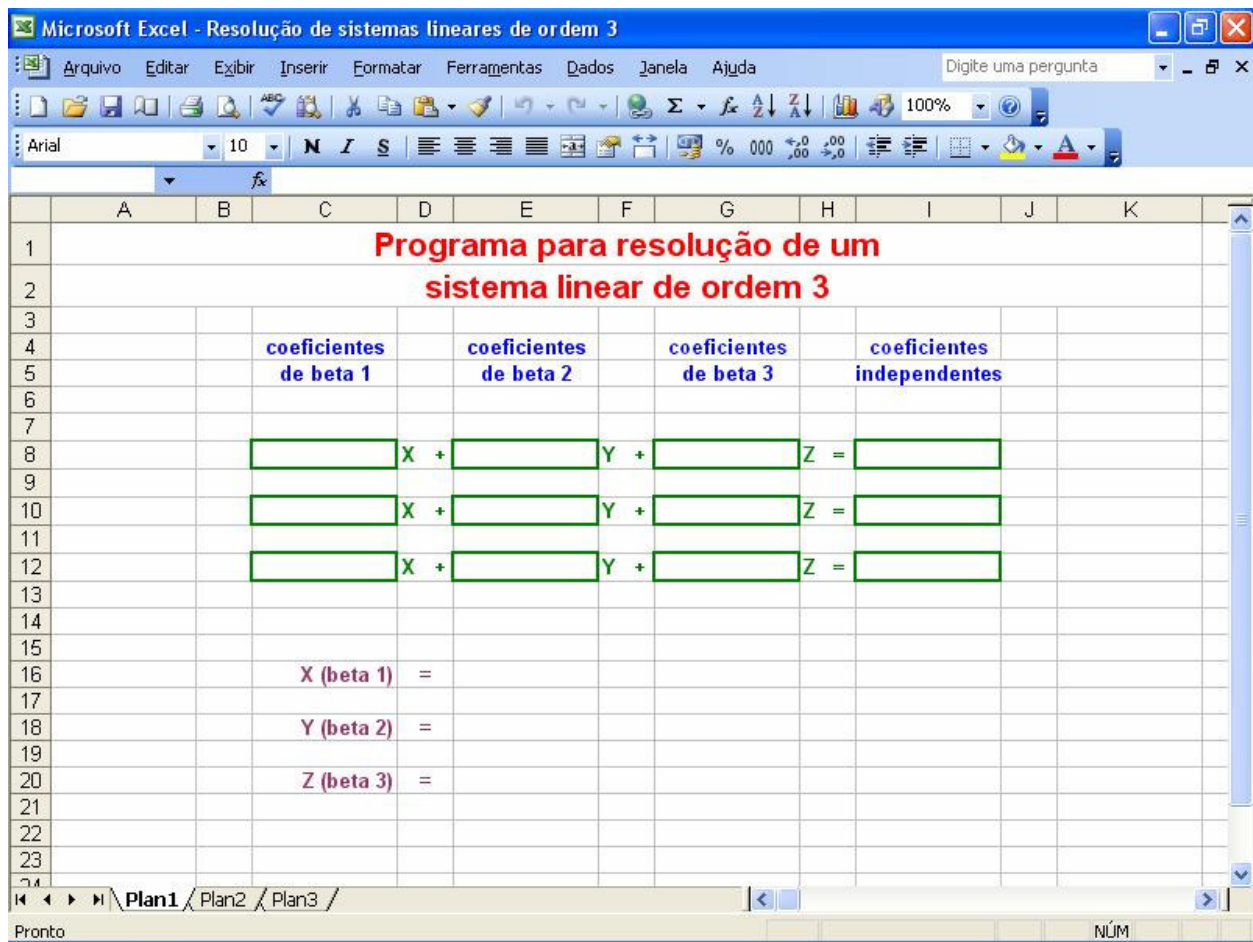 Microsoft Excel - Resolução de sistemas lineares de ordem 3
Arquivo Editar Exibir Inserir Formatar Ferramentas Dados Janela Ajuda Digite uma pergunta
Σ fx 100%
Arial 10 N I S % 000
fx
A B C D E F G H I J K
1 Programa para resolução de um
2 sistema linear de ordem 3
3
4 coeficientes coeficientes coeficientes coeficientes
5 de beta 1 de beta 2 de beta 3 independentes
6
7
8 X + Y + Z =
9
10 X + Y + Z =
11
12 X + Y + Z =
13
14
15
16 X (beta 1) =
17
18 Y (beta 2) =
19
20 Z (beta 3) =
21
22
23
24
Plan1 Plan2 Plan3
Pronto NÚM